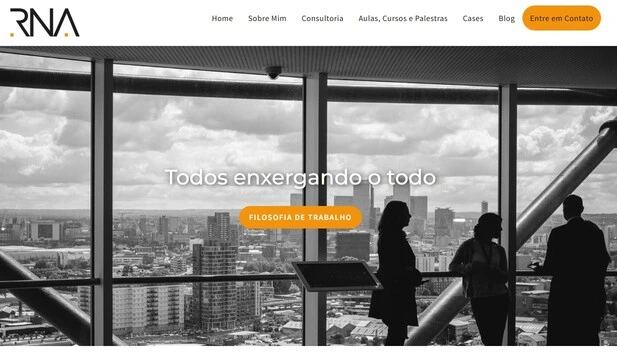 RNA
Home
Sobre Mim
Consultoria
Aulas, Cursos e Palestras
Cases
Blog
Entre em Contato
Todos enxergando o todo
FILOSOFIA DE TRABALHO